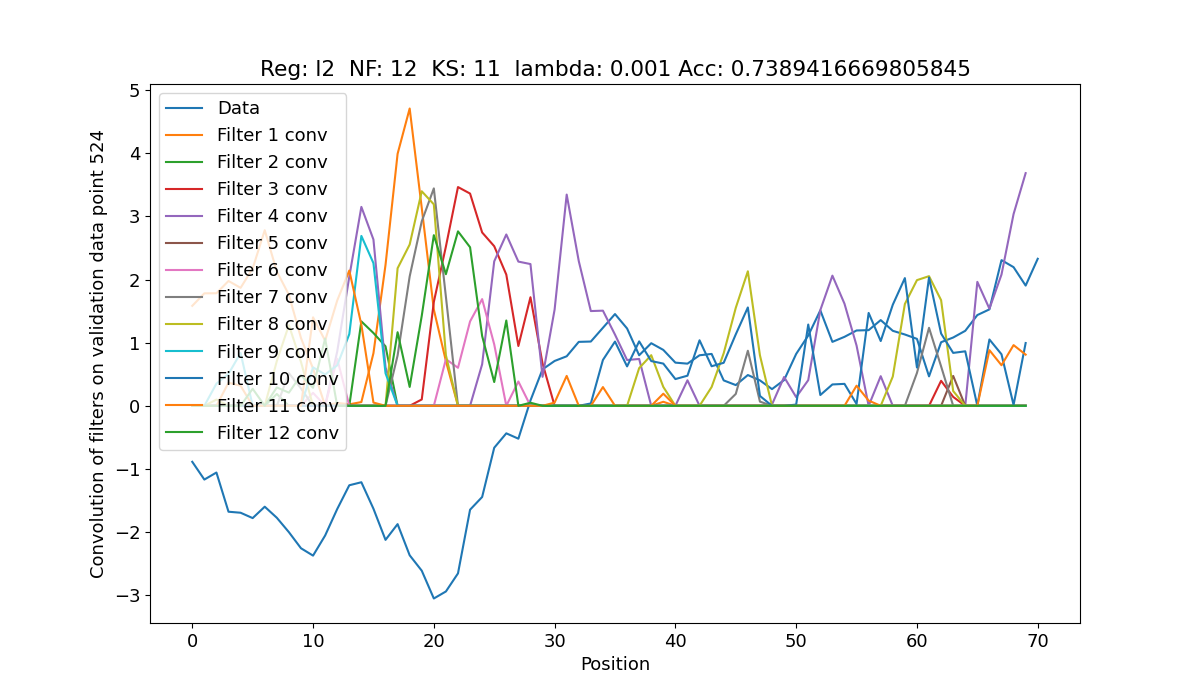 Reg: l2  NF: 12  KS: 11  lambda: 0.001 Acc: 0.7389416669805845
Convolution of filters on validation data point 524
5
4
3
2
1
0
−1
−2
−3
Data
Filter 1 conv
Filter 2 conv
Filter 3 conv
Filter 4 conv
Filter 5 conv
Filter 6 conv
Filter 7 conv
Filter 8 conv
Filter 9 conv
Filter 10 conv
Filter 11 conv
Filter 12 conv
0 10 20 30 40 50 60 70
Position